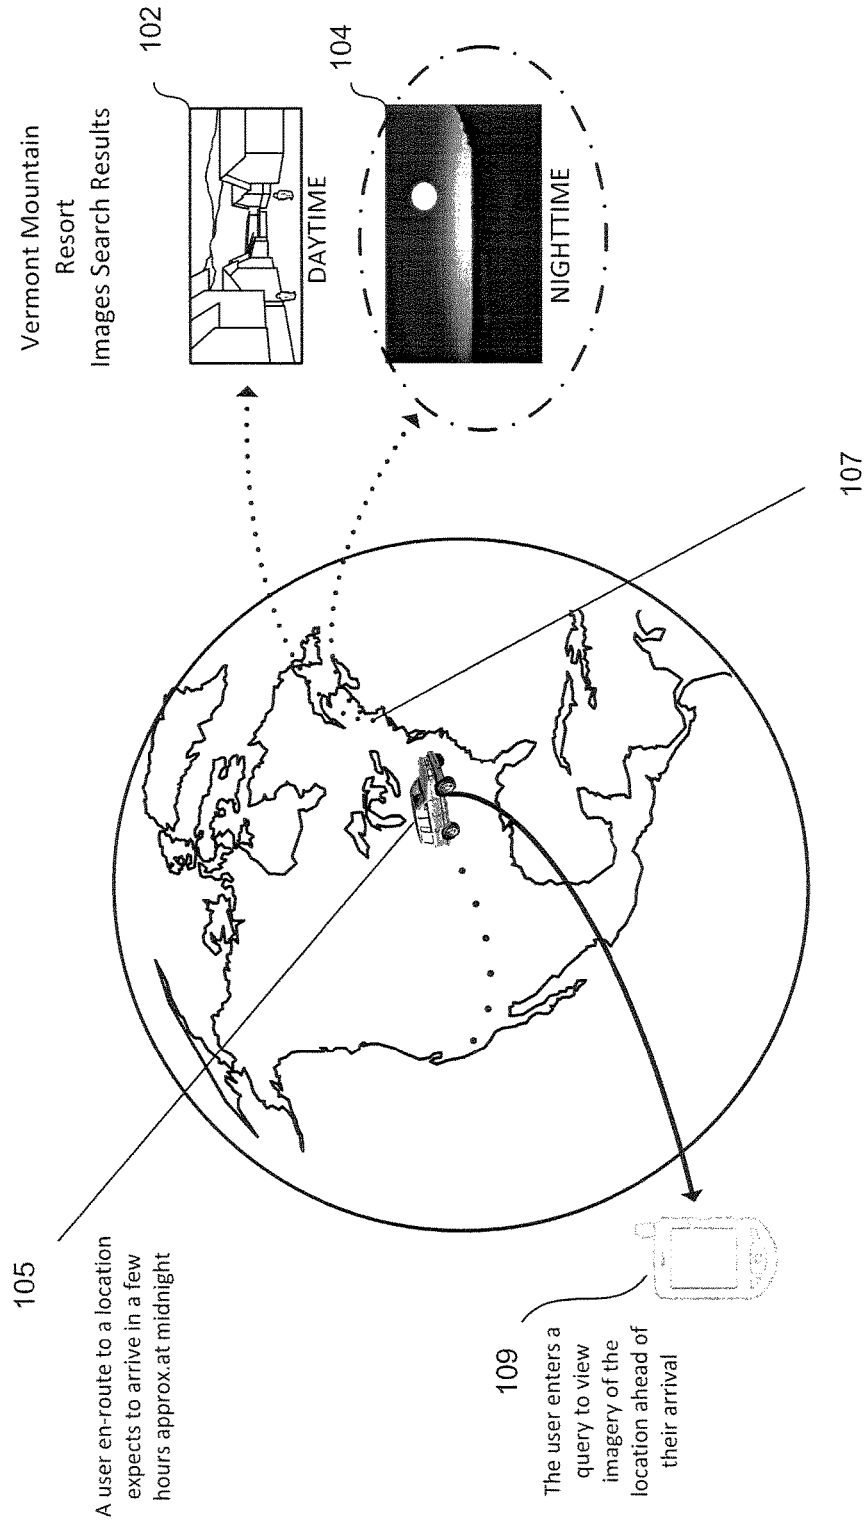 105
A user en-route to a location
expects to arrive in a few
hours approx.at midnight
109
The user enters a
query to view
imagery of the
location ahead of
their arrival
107
Vermont Mountain
Resort
Images Search Results
102
DAYTIME
104
NIGHTTIME